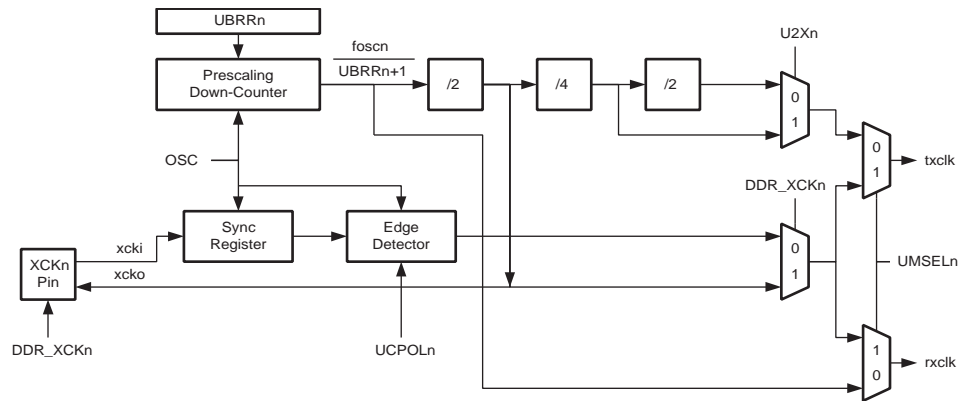 UBRRn
foscn
UBRRn+1
U2Xn
Prescaling
Down-Counter
/2
/4
/2
0
1
OSC
0
1
txclk
DDR_XCKn
Sync
Register
Edge
Detector
xcki
0
1
XCKn
Pin
xcko
UMSELn
DDR_XCKn
UCPOLn
1
0
rxclk